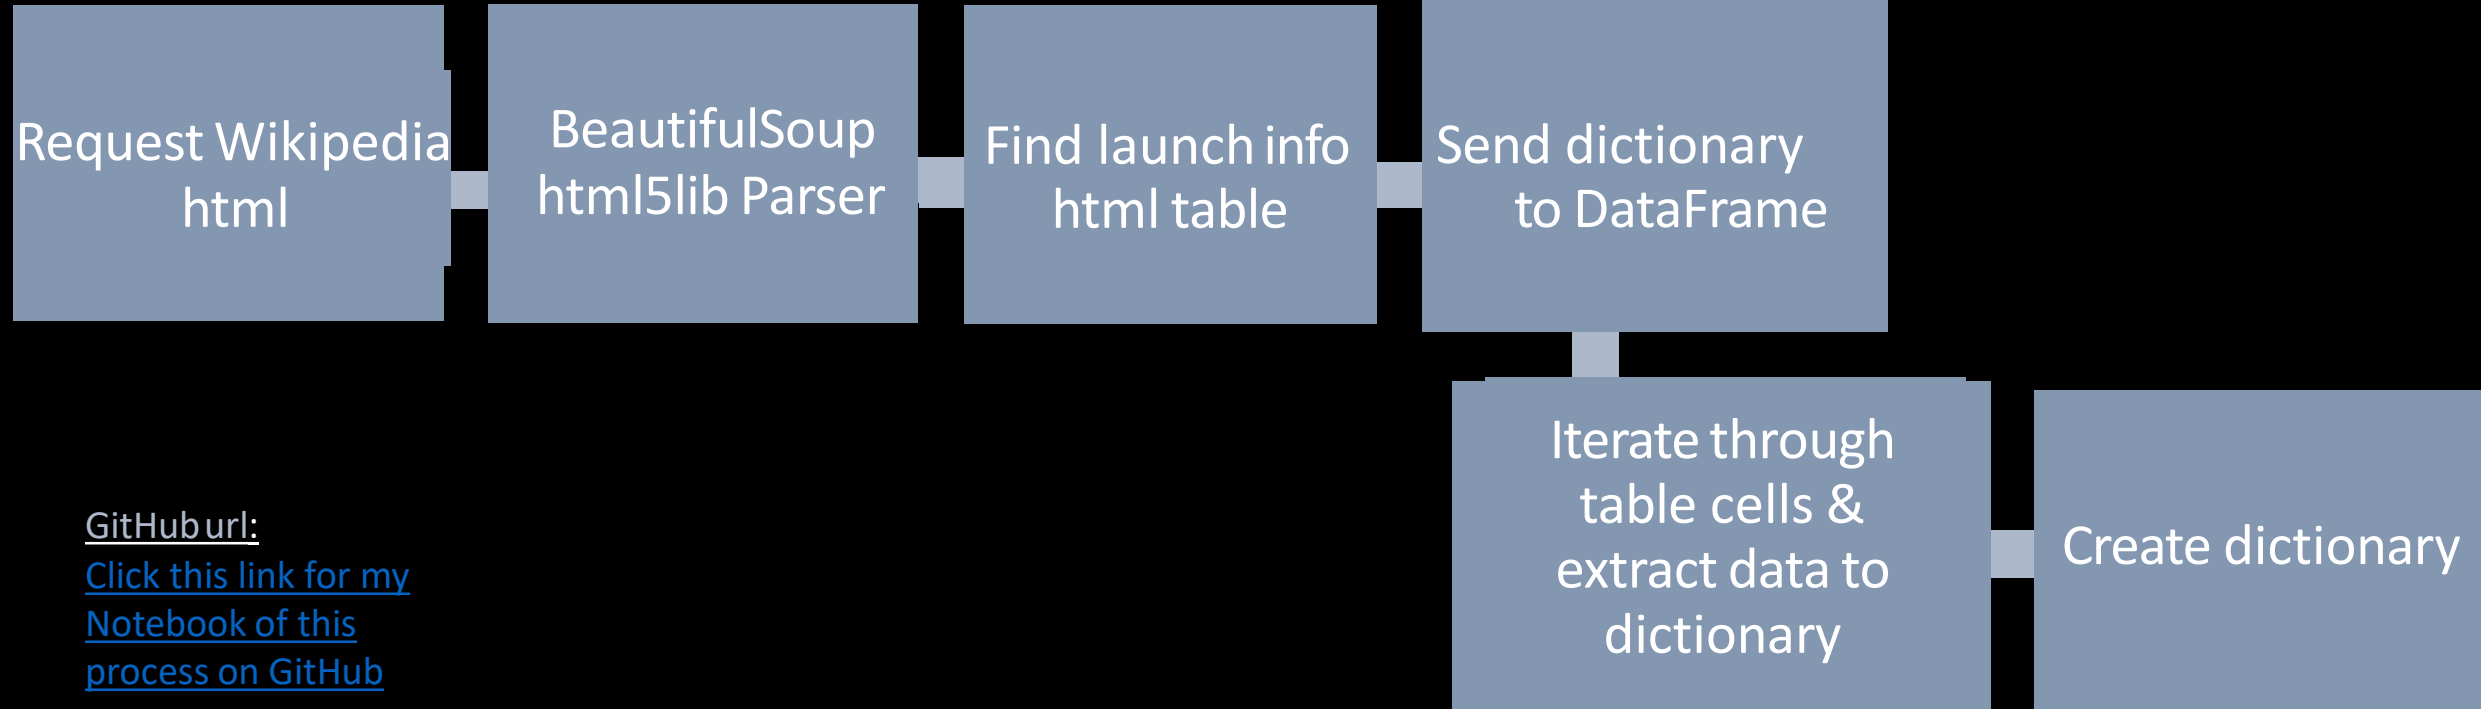 Request Wikipedia
html
BeautifulSoup
html5lib Parser
Find launch info
html table
Send dictionary
to DataFrame
Iterate through
table cells &
extract data to
dictionary
Create dictionary
GitHub url:
Click this link for my
Notebook of this
process on GitHub